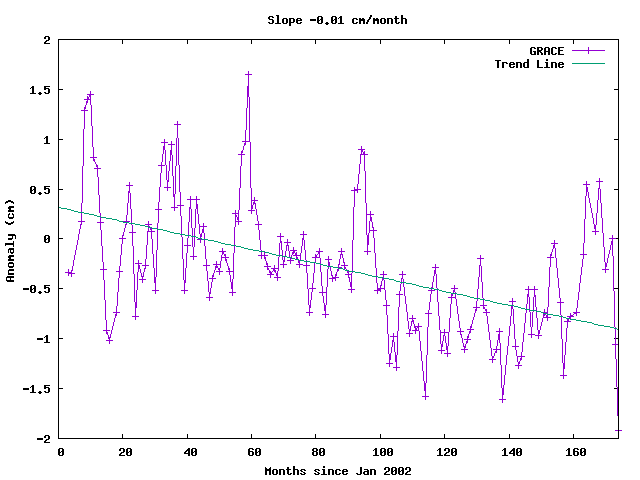 Slope -0.01 cm/month
2
GRACE
Trend Line
1.5
1
0.5
0
-0.5
-1
-1.5
-2
Anomaly (cm)
0 20 40 60 80 100 120 140 160
Months since Jan 2002